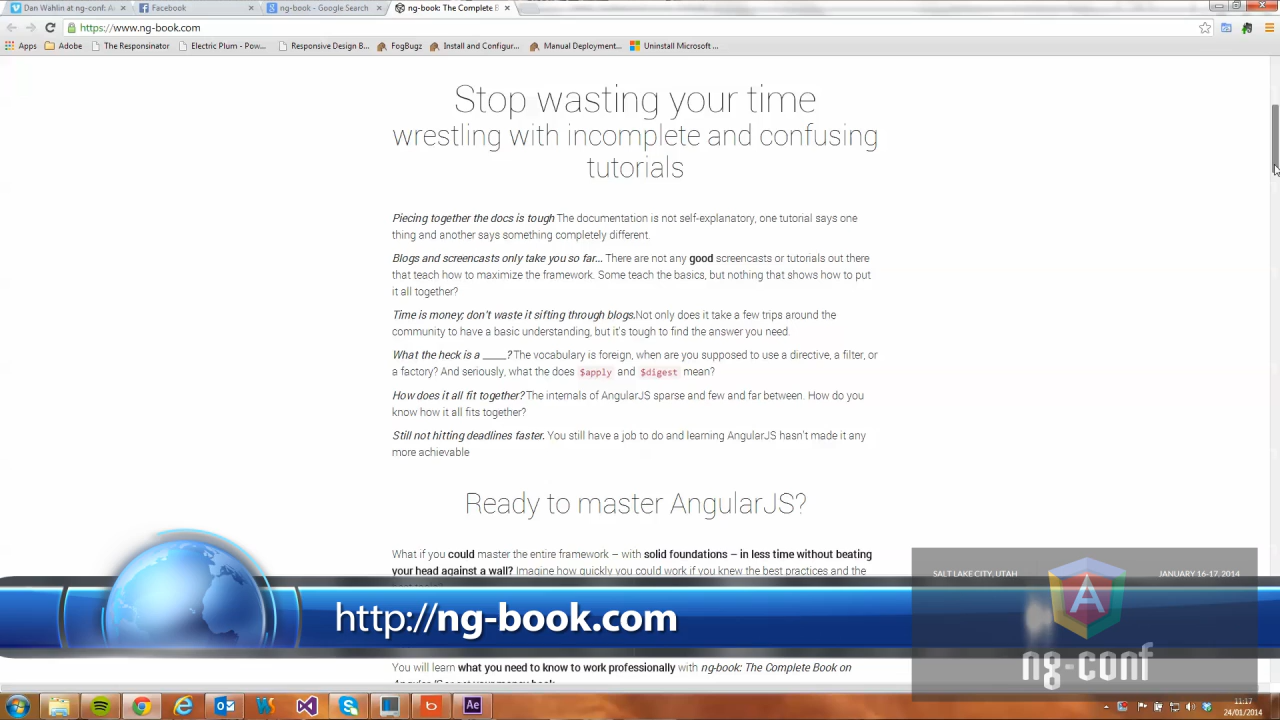 Dan Wahlin at ng-conf: A
Facebook
ng-book - Google Search
ng-book: The Complete B
https://www.ng-book.com
Apps
Adobe
The Responsinator
Electric Plum - Pow...
Responsive Design B...
FogBugz
Install and Configur...
Manual Deployment...
Uninstall Microsoft ...
Stop wasting your time
wrestling with incomplete and confusing
tutorials
Piecing together the docs is tough The documentation is not self-explanatory, one tutorial says one
thing and another says something completely different.
Blogs and screencasts only take you so far... There are not any good screencasts or tutorials out there
that teach how to maximize the framework. Some teach the basics, but nothing that shows how to put
it all together?
Time is money; don't waste it sifting through blogs.Not only does it take a few trips around the
community to have a basic understanding, but it's tough to find the answer you need.
What the heck is a ____? The vocabulary is foreign, when are you supposed to use a directive, a filter, or
a factory? And seriously, what the does $apply and $digest mean?
How does it all fit together? The internals of AngularJS sparse and few and far between. How do you
know how it all fits together?
Still not hitting deadlines faster. You still have a job to do and learning AngularJS hasn't made it any
more achievable
Ready to master AngularJS?
What if you could master the entire framework – with solid foundations – in less time without beating
your head against a wall? Imagine how quickly you could work if you knew the best practices and the
SALT LAKE CITY, UTAH
JANUARY 16-17, 2014
A
http://ng-book.com
ng-conf
You will learn what you need to know to work professionally with ng-book: The Complete Book on
Ae
11:17
24/01/2014